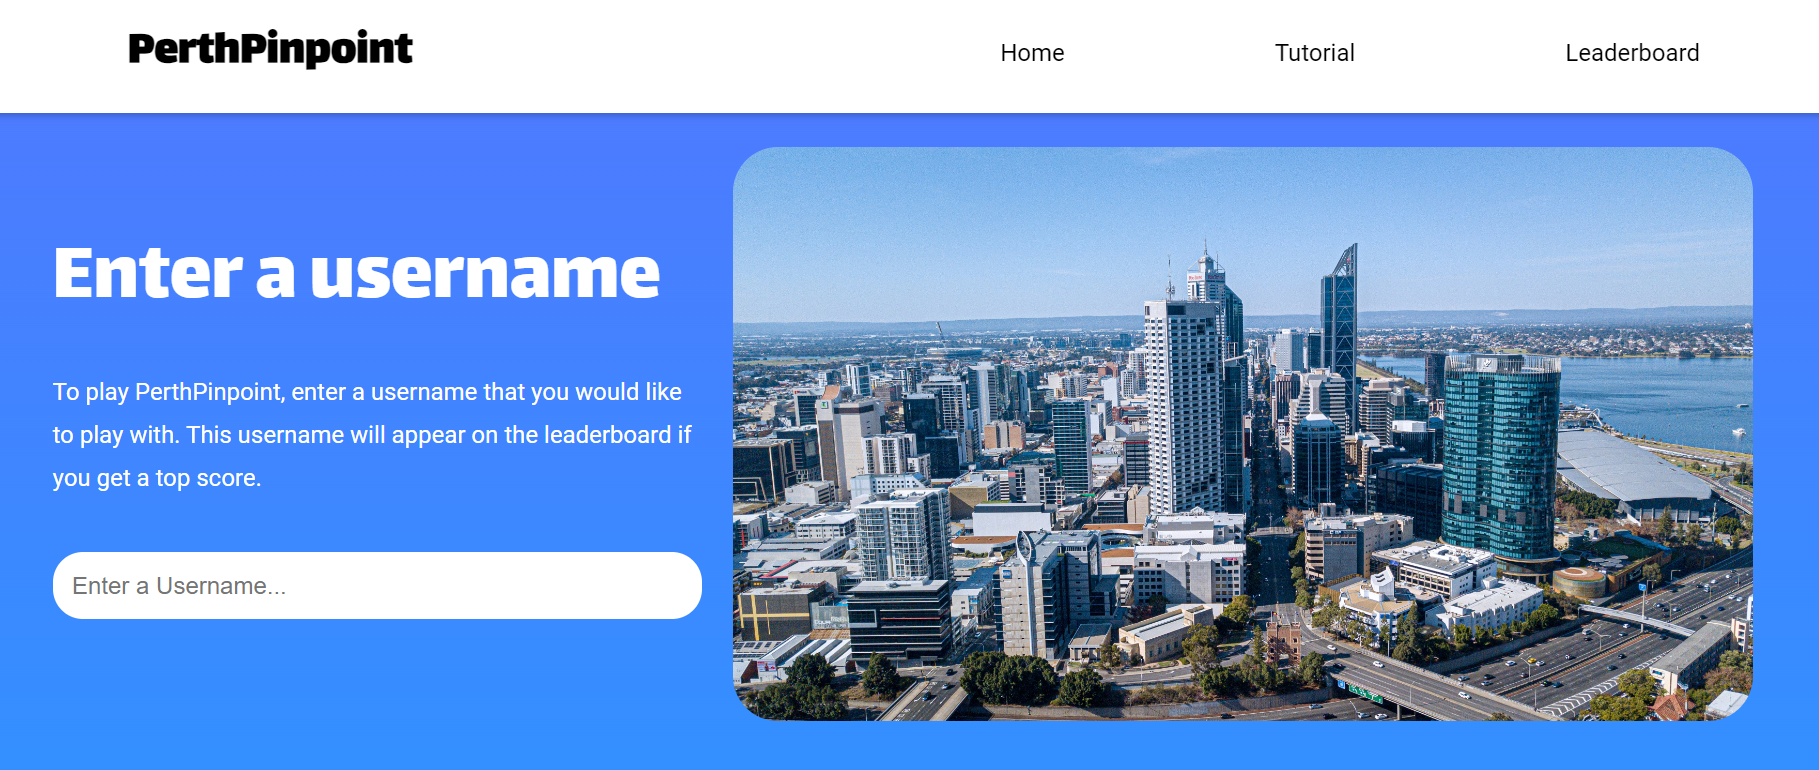 PerthPinpoint
Home
Tutorial
Leaderboard
Enter a username
To play PerthPinpoint, enter a username that you would like
to play with. This username will appear on the leaderboard if
you get a top score.
Enter a Username...